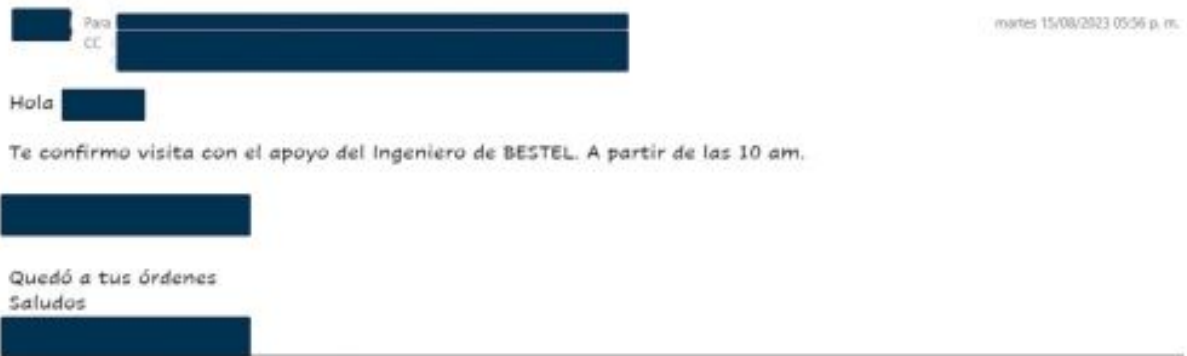 Para
martes 15/08/2023 05:56 p. m.
CC
Hola
Te confirmo visita con el apoyo del Ingeniero de BESTEL. A partir de las 10 am.
Quedó a tus órdenes
Saludos